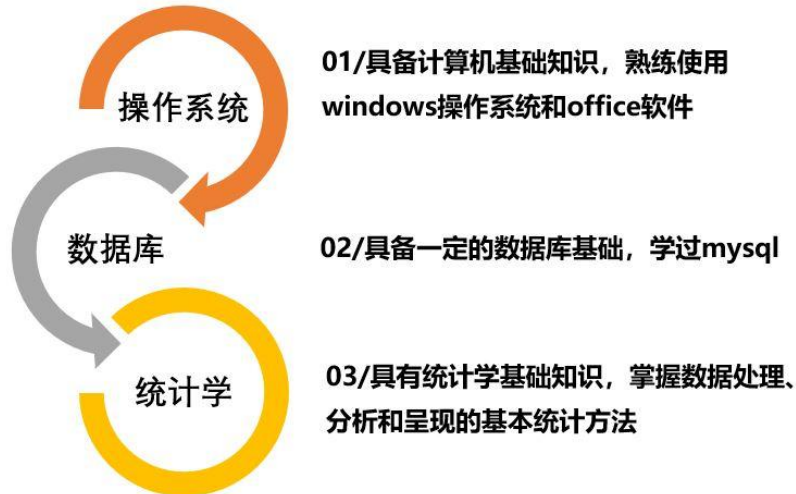 操作系统
01/具备计算机基础知识，熟练使用
windows操作系统和office软件
数据库
02/具备一定的数据库基础，学过mysql
统计学
03/具有统计学基础知识，掌握数据处理、
分析和呈现的基本统计方法